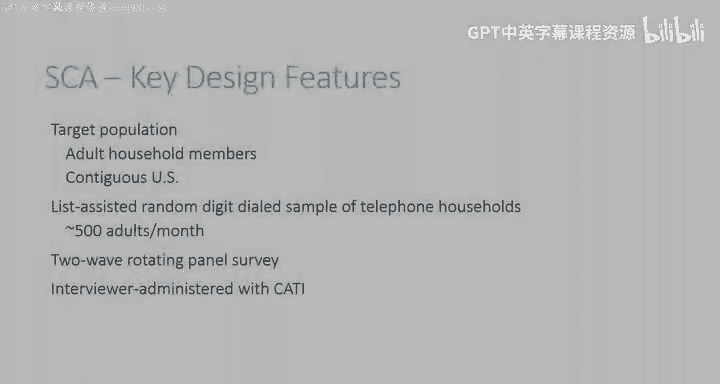 GPT中英字幕课程资源 bilibili
SCA – Key Design Features
Target population
Adult household members
Contiguous U.S.
List-assisted random digit dialed sample of telephone households
~500 adults/month
Two-wave rotating panel survey
Interviewer-administered with CATI